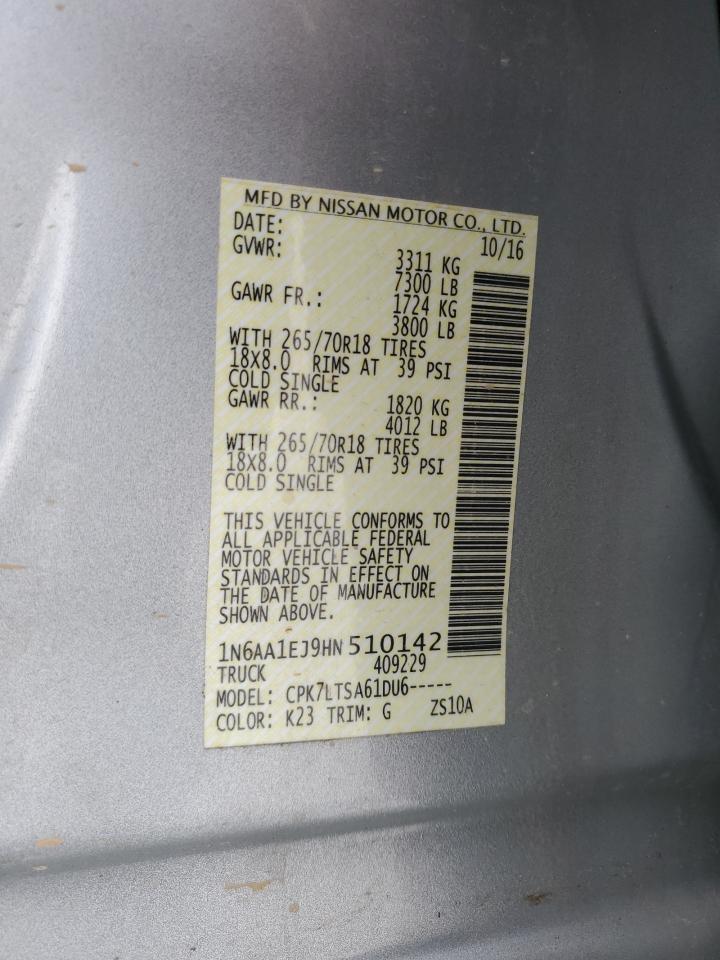 MFD BY NISSAN MOTOR CO., LTD.
DATE: 10/16
GVWR: 3311 KG
7300 LB
GAWR FR.: 1724 KG
3800 LB
WITH 265/70R18 TIRES
18X8.0 RIMS AT 39 PSI
COLD SINGLE
GAWR RR.: 1820 KG
4012 LB
WITH 265/70R18 TIRES
18X8.0 RIMS AT 39 PSI
COLD SINGLE
THIS VEHICLE CONFORMS TO
ALL APPLICABLE FEDERAL
MOTOR VEHICLE SAFETY
STANDARDS IN EFFECT ON
THE DATE OF MANUFACTURE
SHOWN ABOVE.
1N6AA1EJ9HN510142
TRUCK 409229
MODEL: CPK7LTSA61DU6-----
COLOR: K23 TRIM: G ZS10A